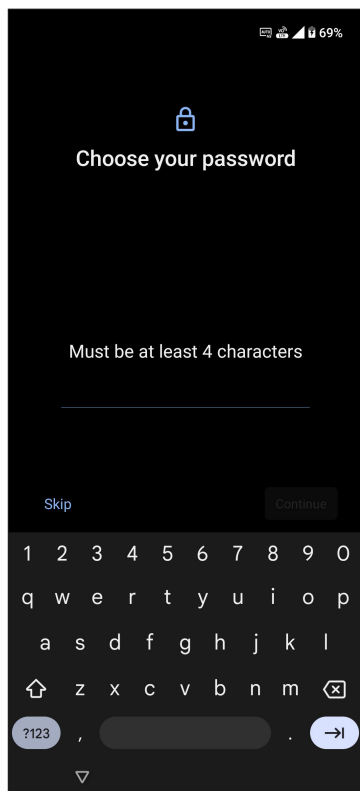 69%
Choose your password
Must be at least 4 characters
Skip
Continue
1 2 3 4 5 6 7 8 9 0
q w e r t y u i o p
a s d f g h j k l
z x c v b n m
?123 , .